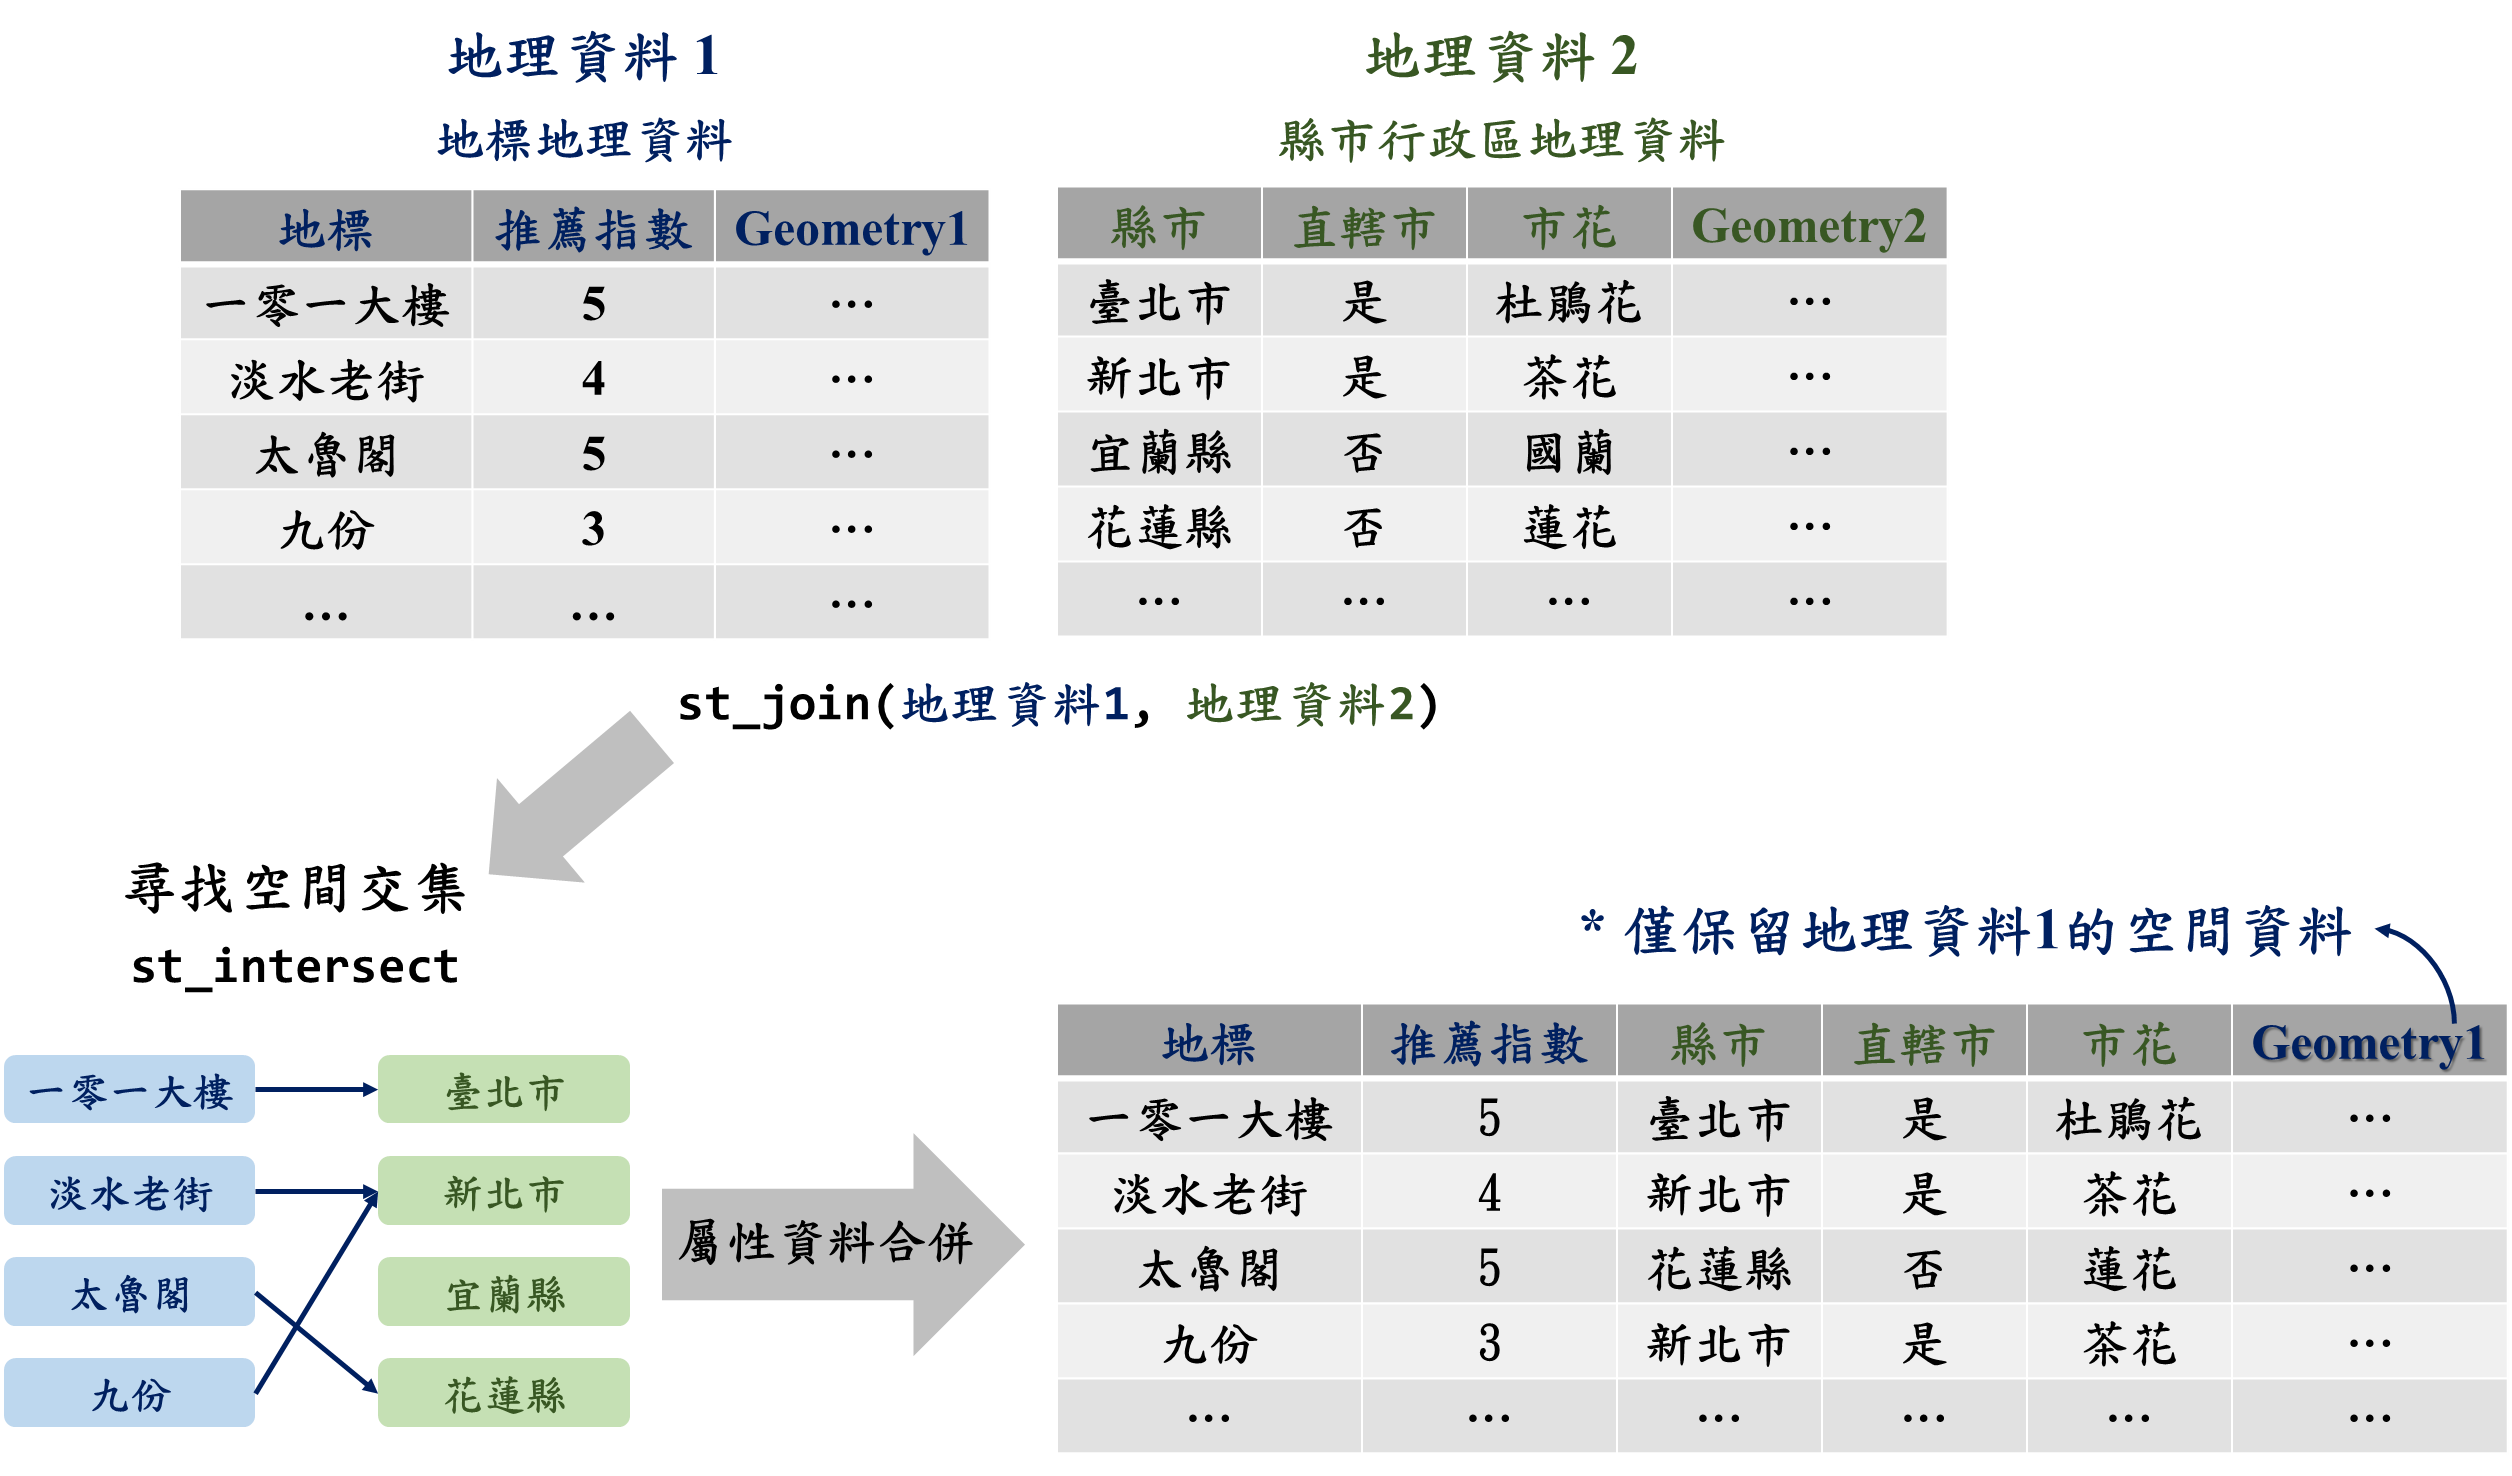 地理資料 1
地標地理資料
地標 推薦指數 Geometry1
一零一大樓 5 ...
淡水老街 4 ...
太魯閣 5 ...
九份 3 ...
... ... ...
地理資料 2
縣市行政區地理資料
縣市 直轄市 市花 Geometry2
臺北市 是 杜鵑花 ...
新北市 是 茶花 ...
宜蘭縣 否 國蘭 ...
花蓮縣 否 蓮花 ...
... ... ... ...
st_join(地理資料1, 地理資料2)
尋找空間交集
st_intersect
一零一大樓 臺北市
淡水老街 新北市
太魯閣 宜蘭縣
九份 花蓮縣
屬性資料合併
* 僅保留地理資料1的空間資料
地標 推薦指數 縣市 直轄市 市花 Geometry1
一零一大樓 5 臺北市 是 杜鵑花 ...
淡水老街 4 新北市 是 茶花 ...
太魯閣 5 花蓮縣 否 蓮花 ...
九份 3 新北市 是 茶花 ...
... ... ... ... ... ...